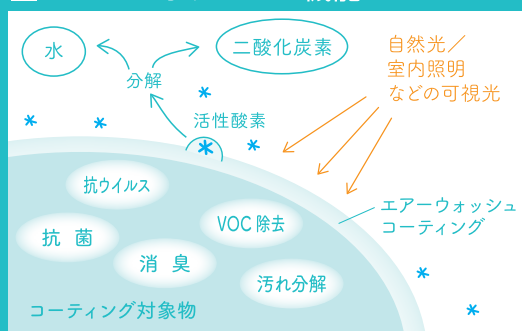 水
二酸化炭素
分解
活性酸素
自然光／
室内照明
などの可視光
抗ウイルス
VOC 除去
抗 菌
消 臭
汚れ分解
エアーウォッシュ
コーティング
コーティング対象物